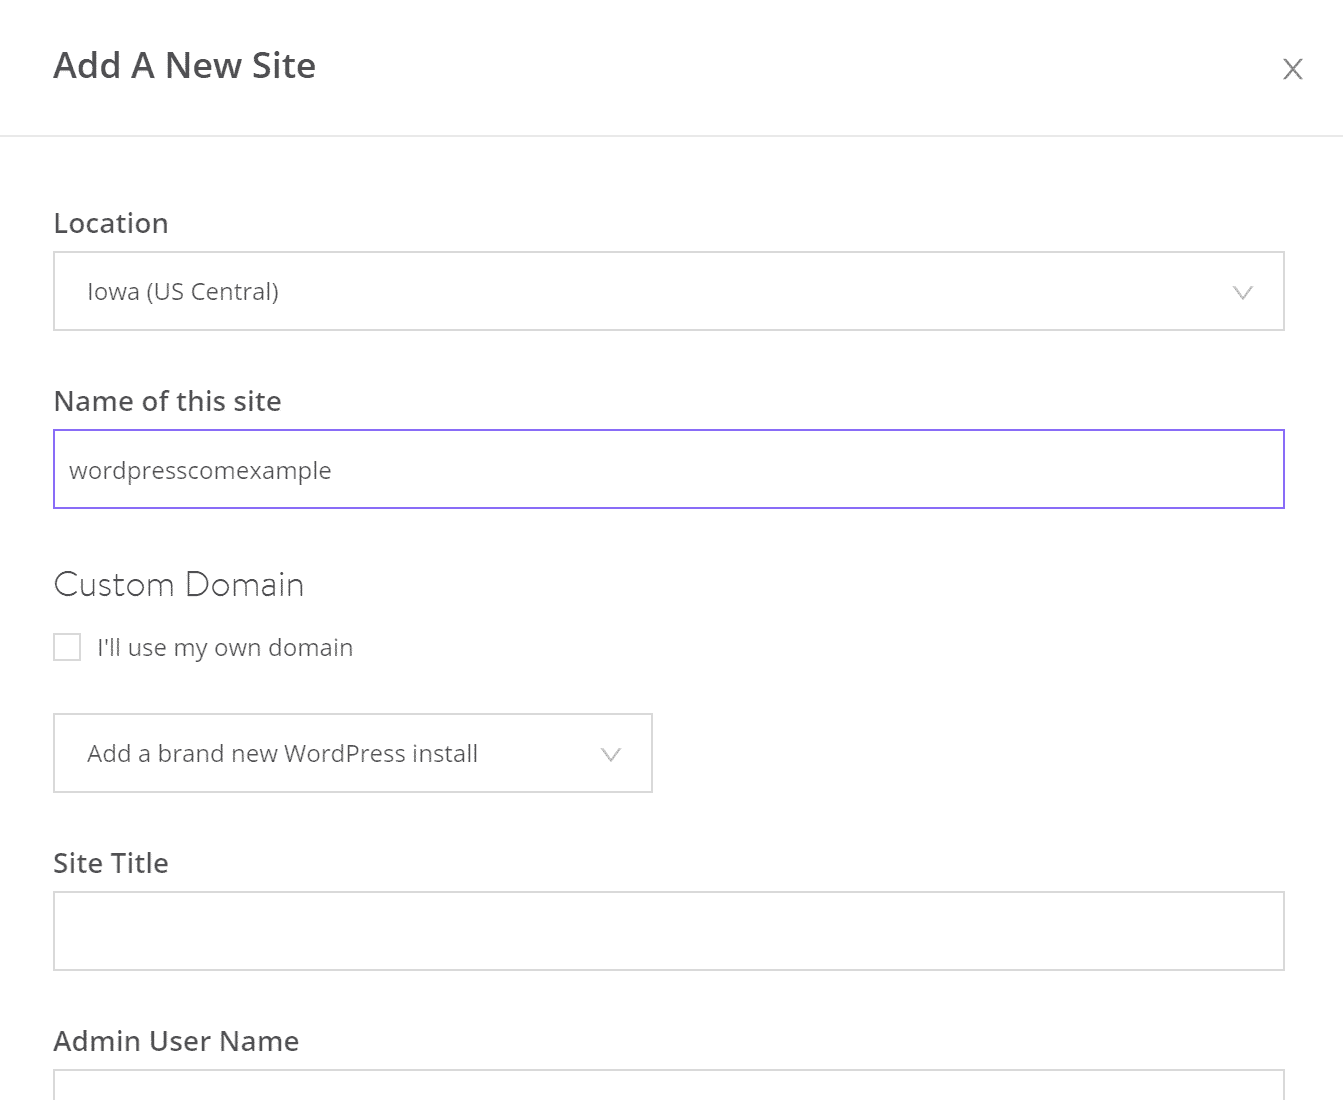 Add A New Site
X
Location
Iowa (US Central)
Name of this site
wordpresscomexample
Custom Domain
I'll use my own domain
Add a brand new WordPress install
Site Title
Admin User Name